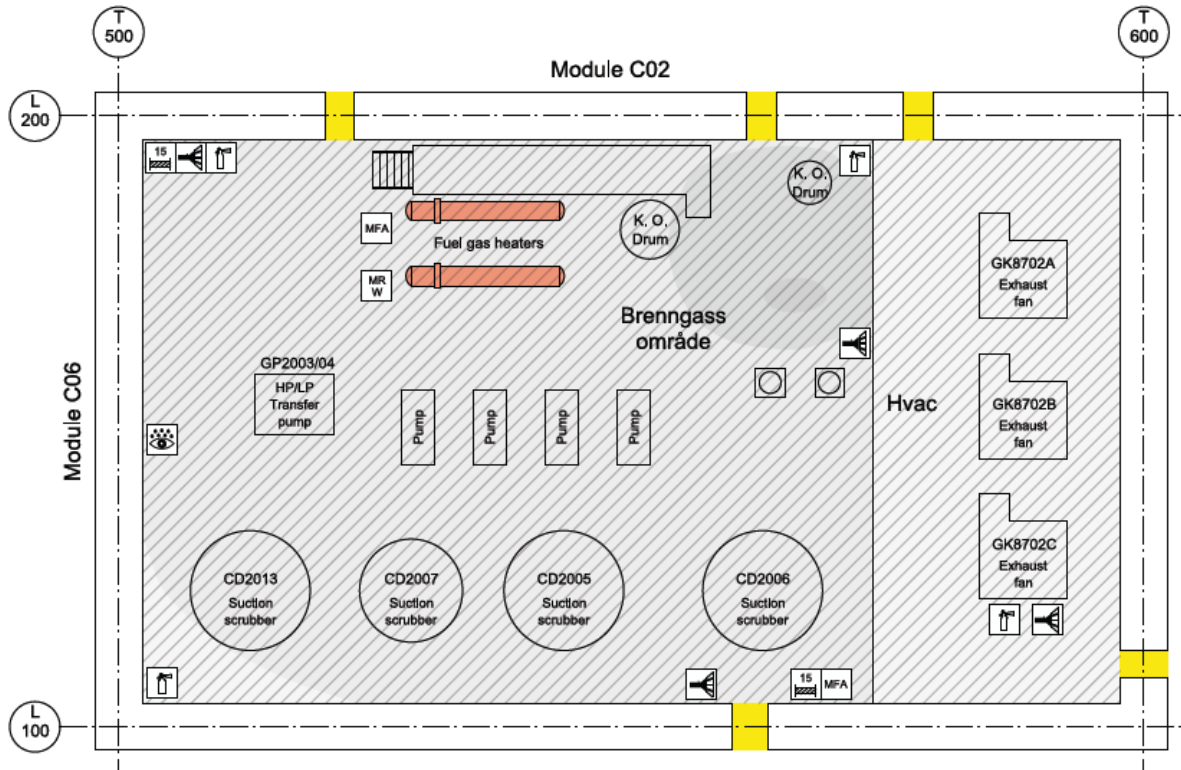 T
500
T
600
Module C02
L
200
15
K. O.
Drum
MFA
K. O.
Drum
Fuel gas heaters
GK8702A
Exhaust
fan
MR
W
Brenngass
område
GP2003/04
HP/LP
Transfer
pump
Hvac
GK8702B
Exhaust
fan
Pump
Pump
Pump
Pump
Module C06
GK8702C
Exhaust
fan
CD2013
Suction
scrubber
CD2007
Suction
scrubber
CD2005
Suction
scrubber
CD2006
Suction
scrubber
15
MFA
L
100